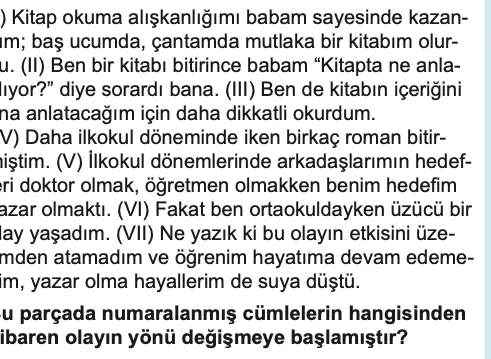 ) Kitap okuma alışkanlığımı babam sayesinde kazan-
ım; baş ucumda, çantamda mutlaka bir kitabım olur-
u. (II) Ben bir kitabı bitirince babam “Kitapta ne anla-
lıyor?” diye sorardı bana. (III) Ben de kitabın içeriğini
na anlatacağım için daha dikkatli okurdum.
V) Daha ilkokul döneminde iken birkaç roman bitir-
niştim. (V) İlkokul dönemlerinde arkadaşlarımın hedef-
eri doktor olmak, öğretmen olmakken benim hedefim
azar olmaktı. (VI) Fakat ben ortaokuldayken üzücü bir
lay yaşadım. (VII) Ne yazık ki bu olayın etkisini üze-
mden atamadım ve öğrenim hayatıma devam edeme-
im, yazar olma hayallerim de suya düştü.
u parçada numaralanmış cümlelerin hangisinden
ibaren olayın yönü değişmeye başlamıştır?